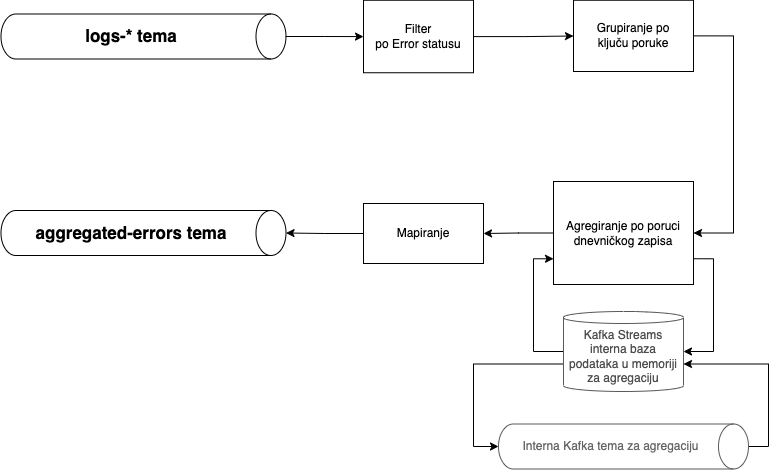 logs-* tema
Filter
po Error statusu
Grupiranje po
ključu poruke
aggregated-errors tema
Mapiranje
Agregiranje po poruci
dnevničkog zapisa
Kafka Streams
interna baza
podataka u memoriji
za agregaciju
Interna Kafka tema za agregaciju